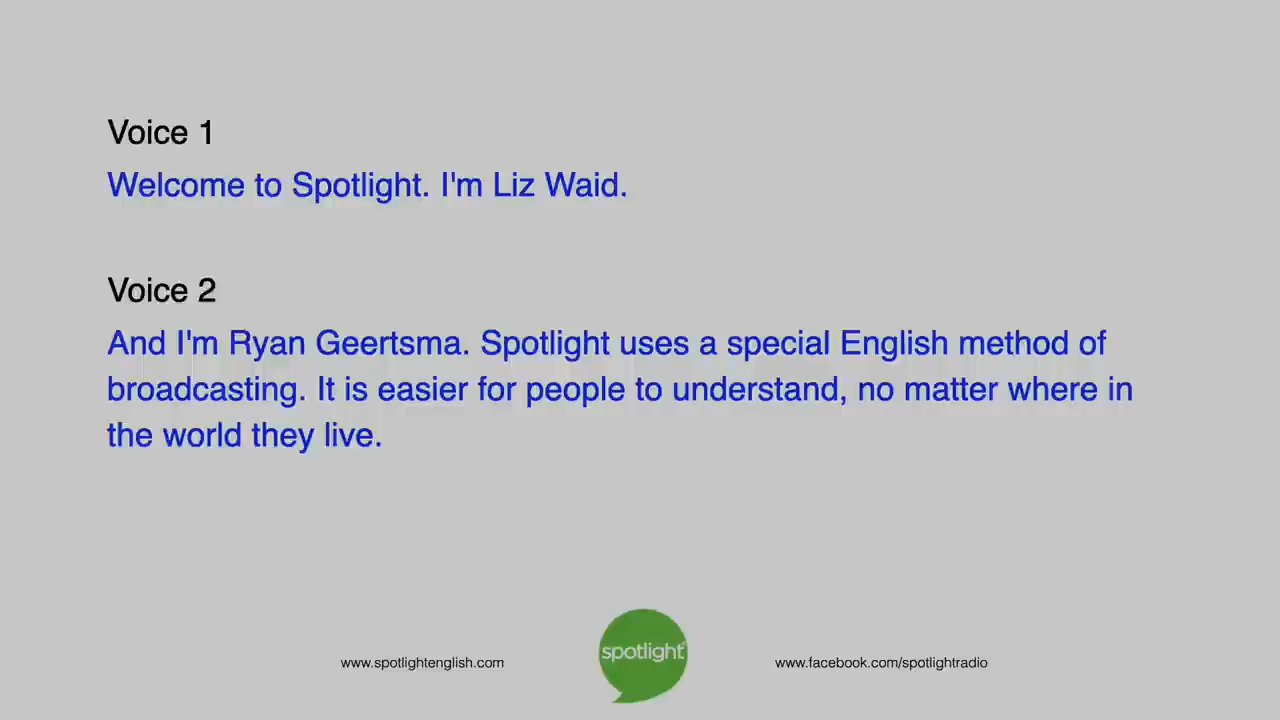 Voice 1
Welcome to Spotlight. I'm Liz Waid.
Voice 2
And I'm Ryan Geertsma. Spotlight uses a special English method of
broadcasting. It is easier for people to understand, no matter where in
the world they live.
www.spotlightenglish.com
spotlight
www.facebook.com/spotlightradio